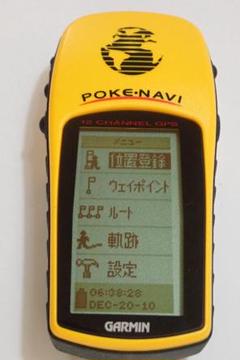 POKE•NAVI
12 CHANNEL GPS
メニュー
位置登録
ウェイポイント
ルート
軌跡
設定
06:08:28
DEC-20-10
GARMIN